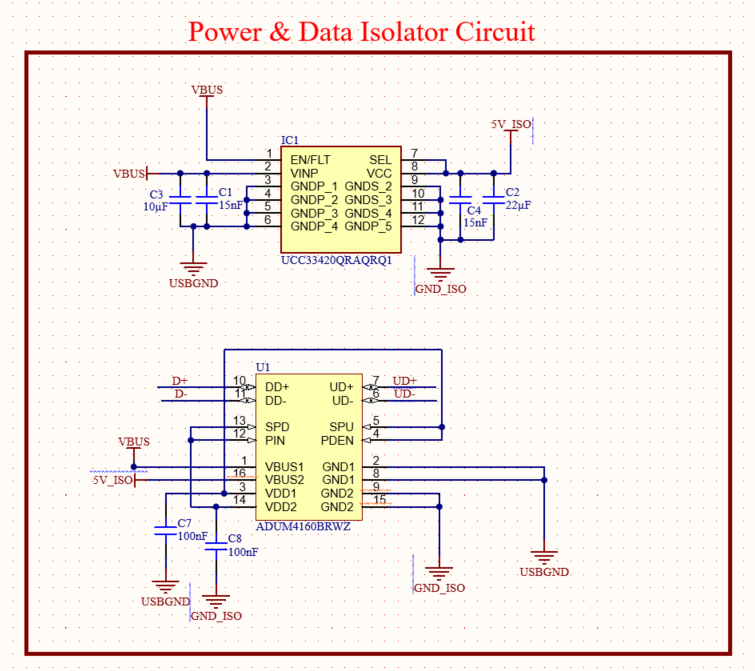 Power & Data Isolator Circuit
VBUS
5V_ISO
IC1
1 EN/FLT SEL 7
VBUS 2 VINP VCC 8
3 GNDP_1 GNDS_2 9
C3 C1 4 GNDP_2 GNDS_3 10 C2
10µF 15nF 5 GNDP_3 GNDS_4 11 C4 22µF
6 GNDP_4 GNDP_5 12 15nF
UCC33420QRAQRQ1
USBGND
GND_ISO
U1
D+ 10 DD+ UD+ 7 UD+
D- 11 DD- UD- 6 UD-
13 SPD SPU 5
12 PIN PDEN 4
VBUS
1 VBUS1 GND1 2
5V_ISO 16 VBUS2 GND1 8
3 VDD1 GND2 9
14 VDD2 GND2 15
C7 ADUM4160BRWZ
100nF C8
100nF
USBGND
GND_ISO
USBGND
GND_ISO